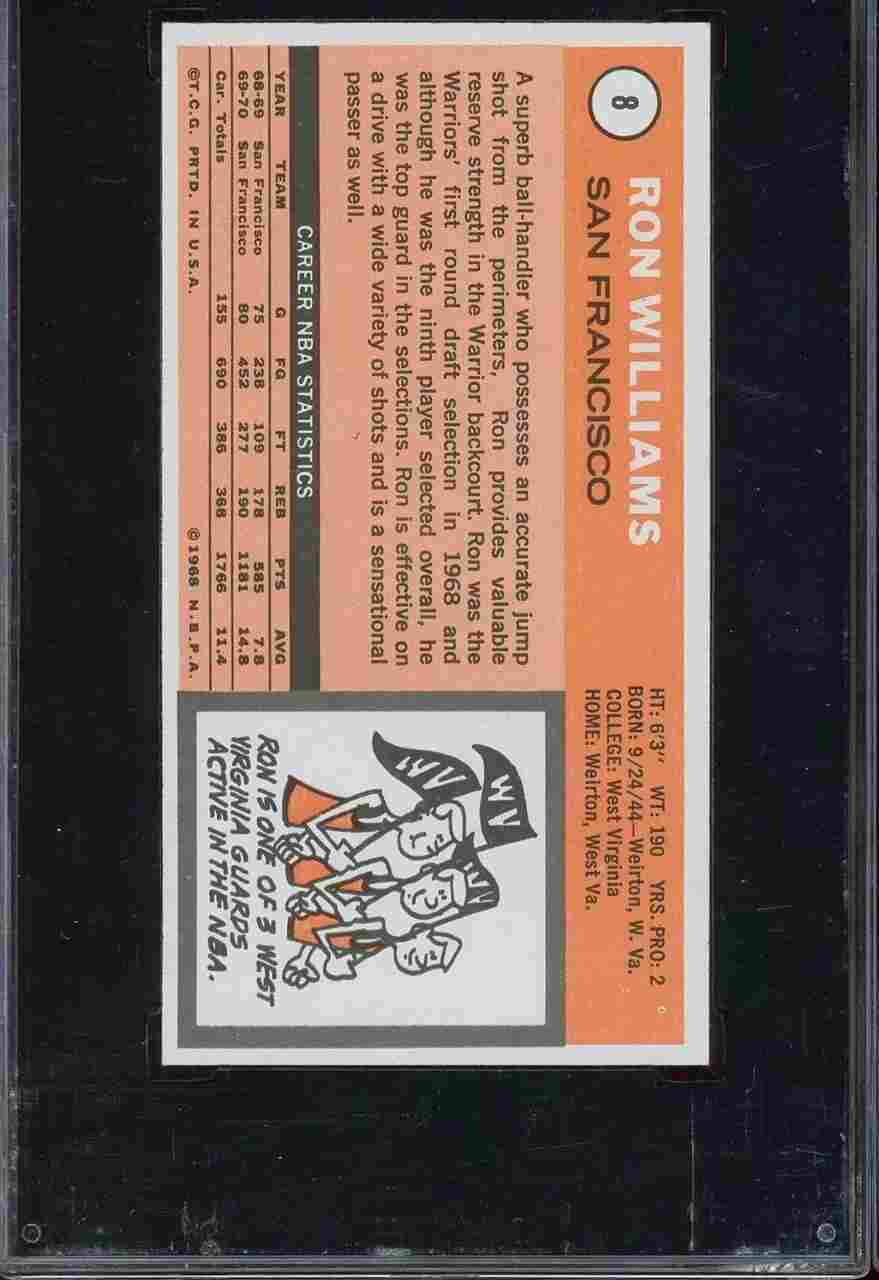 8
RON WILLIAMS
SAN FRANCISCO
HT: 6'3" WT: 190 YRS. PRO: 2
BORN: 9/24/44—Weirton, W. Va.
COLLEGE: West Virginia
HOME: Weirton, West Va.
A superb ball-handler who possesses an accurate jump
shot from the perimeters, Ron provides valuable
reserve strength in the Warrior backcourt. Ron was the
Warriors' first round draft selection in 1968 and
although he was the ninth player selected overall, he
was the top guard in the selections. Ron is effective on
a drive with a wide variety of shots and is a sensational
passer as well.
CAREER NBA STATISTICS
YEAR TEAM G FG FT REB PTS AVG
68-69 San Francisco 75 238 109 178 585 7.8
69-70 San Francisco 80 452 277 190 1181 14.8
Car. Totals 155 690 386 368 1766 11.4
©T.C.G. PRTD. IN U.S.A. ©1968 N.B.P.A.
WV
WV
WV
RON IS ONE OF 3 WEST
VIRGINIA GUARDS
ACTIVE IN THE NBA.